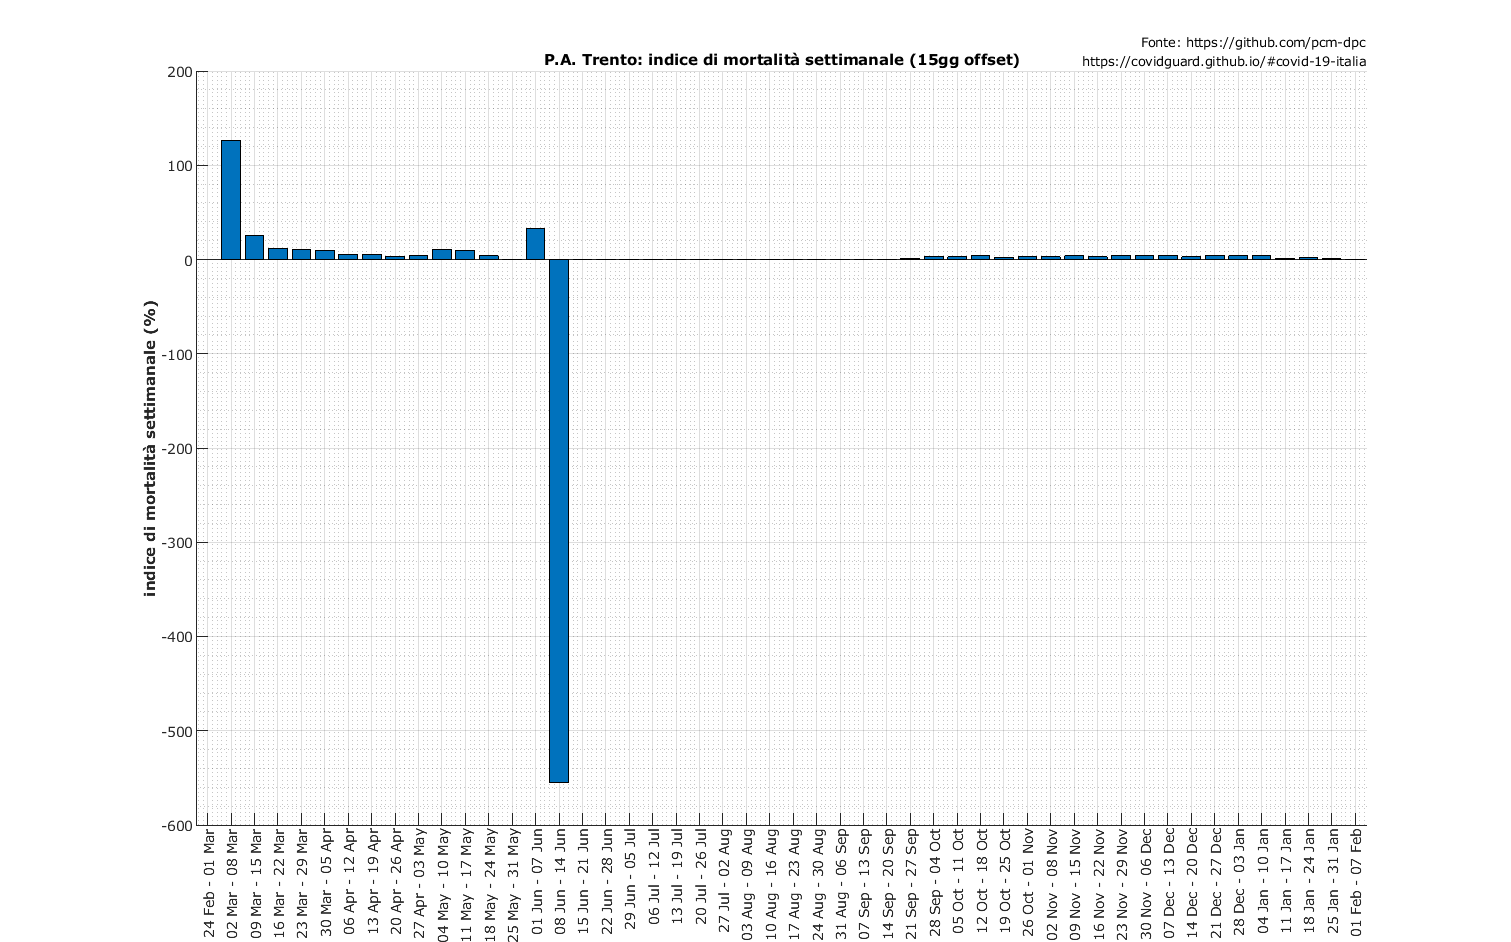 Fonte: https://github.com/pcm-dpc
P.A. Trento: indice di mortalità settimanale (15gg offset)
https://covidguard.github.io/#covid-19-italia
200
100
0
-100
-200
-300
-400
-500
-600
indice di mortalità settimanale (%)
24 Feb - 01 Mar
02 Mar - 08 Mar
09 Mar - 15 Mar
16 Mar - 22 Mar
23 Mar - 29 Mar
30 Mar - 05 Apr
06 Apr - 12 Apr
13 Apr - 19 Apr
20 Apr - 26 Apr
27 Apr - 03 May
04 May - 10 May
11 May - 17 May
18 May - 24 May
25 May - 31 May
01 Jun - 07 Jun
08 Jun - 14 Jun
15 Jun - 21 Jun
22 Jun - 28 Jun
29 Jun - 05 Jul
06 Jul - 12 Jul
13 Jul - 19 Jul
20 Jul - 26 Jul
27 Jul - 02 Aug
03 Aug - 09 Aug
10 Aug - 16 Aug
17 Aug - 23 Aug
24 Aug - 30 Aug
31 Aug - 06 Sep
07 Sep - 13 Sep
14 Sep - 20 Sep
21 Sep - 27 Sep
28 Sep - 04 Oct
05 Oct - 11 Oct
12 Oct - 18 Oct
19 Oct - 25 Oct
26 Oct - 01 Nov
02 Nov - 08 Nov
09 Nov - 15 Nov
16 Nov - 22 Nov
23 Nov - 29 Nov
30 Nov - 06 Dec
07 Dec - 13 Dec
14 Dec - 20 Dec
21 Dec - 27 Dec
28 Dec - 03 Jan
04 Jan - 10 Jan
11 Jan - 17 Jan
18 Jan - 24 Jan
25 Jan - 31 Jan
01 Feb - 07 Feb